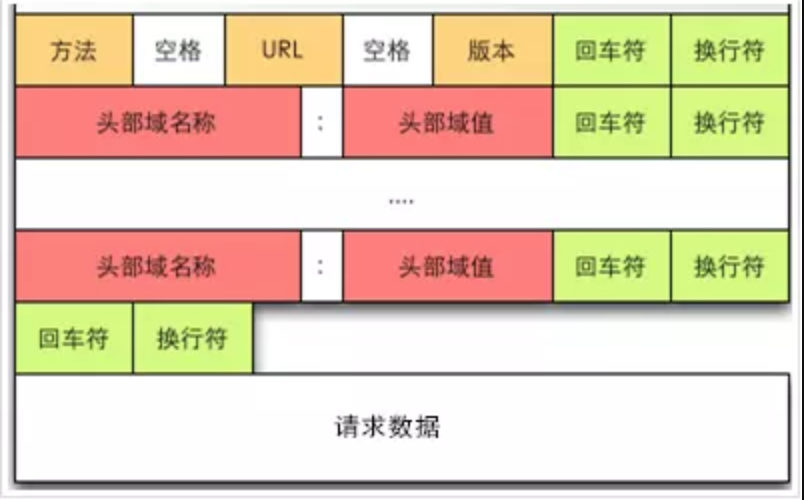 方法 空格 URL 空格 版本 回车符 换行符
头部域名称 : 头部域值 回车符 换行符
....
头部域名称 : 头部域值 回车符 换行符
回车符 换行符
请求数据